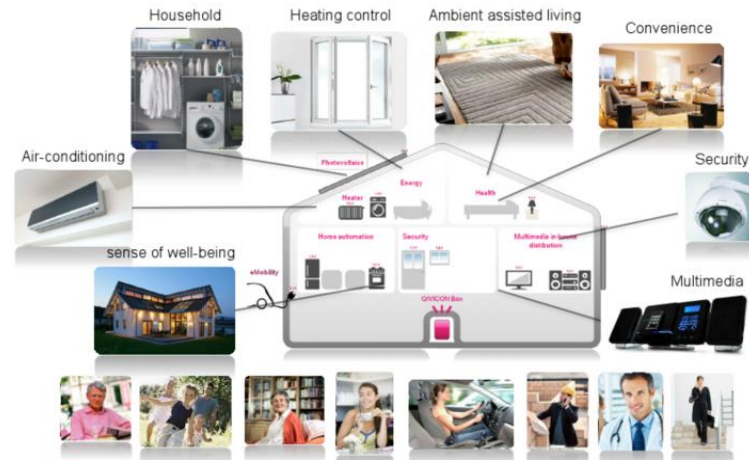 Household
Heating control
Ambient assisted living
Convenience
Air-conditioning
Security
Photovoltaics
Energy
Heater
Health
Home automation
Security
Multimedia in-house
distribution
sense of well-being
eMobility
Multimedia
QIVICON Box